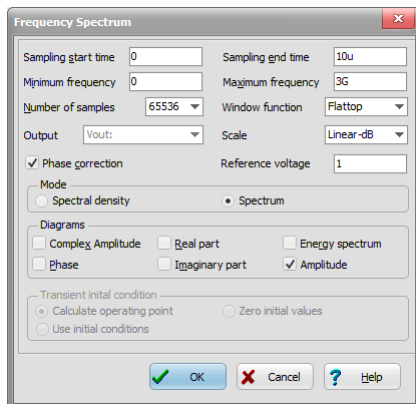 Frequency Spectrum
Sampling start time 0 Sampling end time 10u
Minimum frequency 0 Maximum frequency 3G
Number of samples 65536 Window function Flattop
Output Vout: Scale Linear-dB
Phase correction Reference voltage 1
Mode
Spectral density Spectrum
Diagrams
Complex Amplitude Real part Energy spectrum
Phase Imaginary part Amplitude
Transient inital condition
Calculate operating point Zero initial values
Use initial conditions
OK Cancel Help